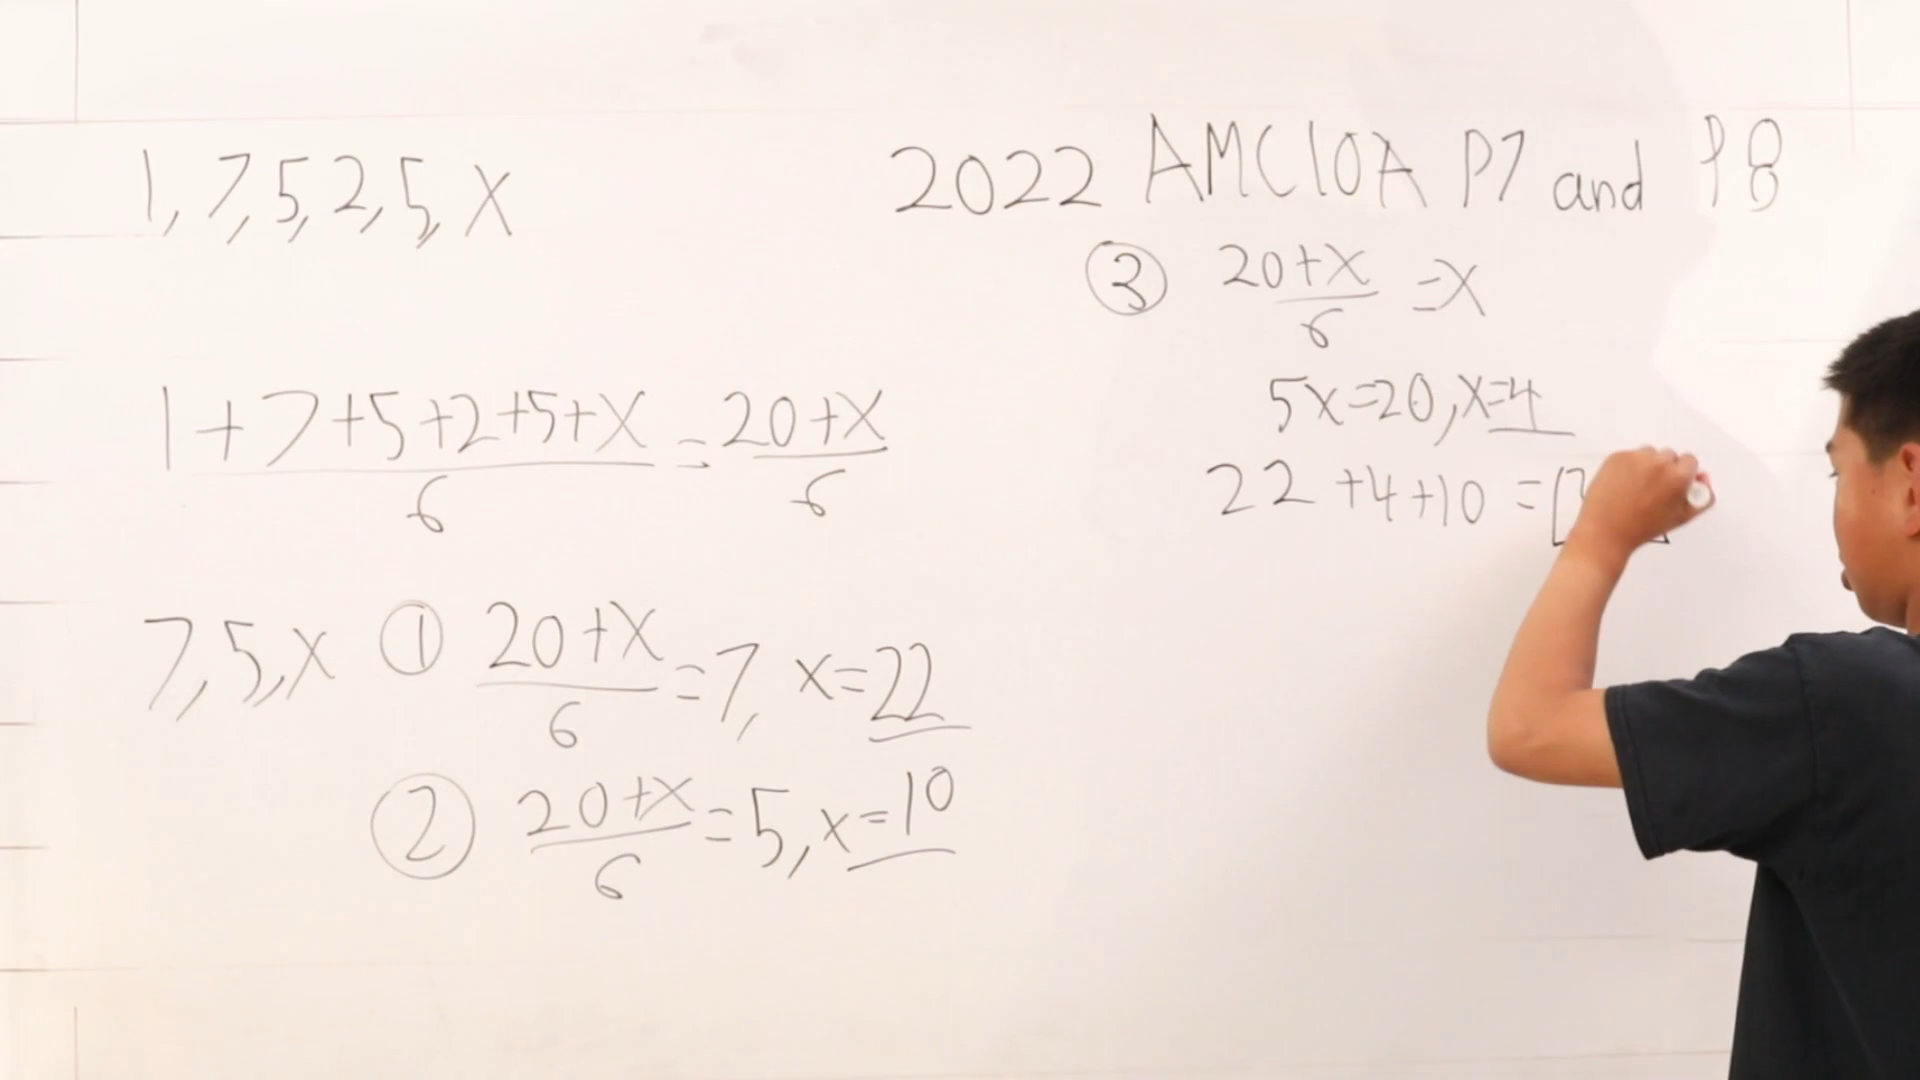 1, 7, 5, 2, 5, X
1+7+5+2+5+X / 6 = 20+X / 6
7, 5, X ① 20+X / 6 = 7, x=22
② 20+X / 6 = 5, x=10
2022 AMC10A P7 and P8
③ 20+X / 6 = X
5x=20, x=4
22+4+10=